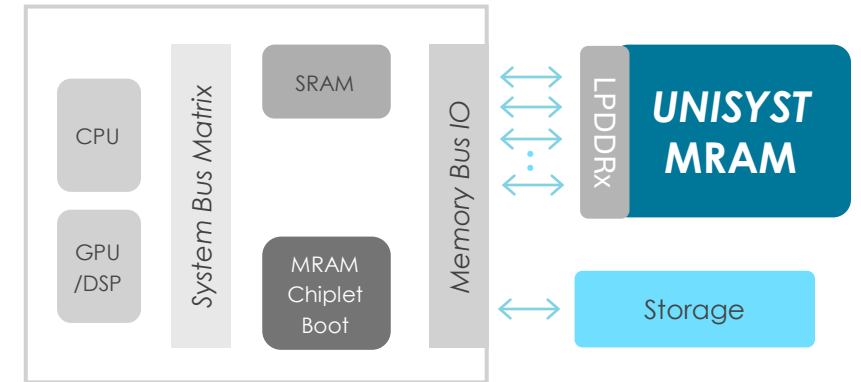 CPU
GPU
/DSP
System Bus Matrix
SRAM
MRAM
Chiplet
Boot
Memory Bus IO
LPDDRx
UNISYST
MRAM
Storage